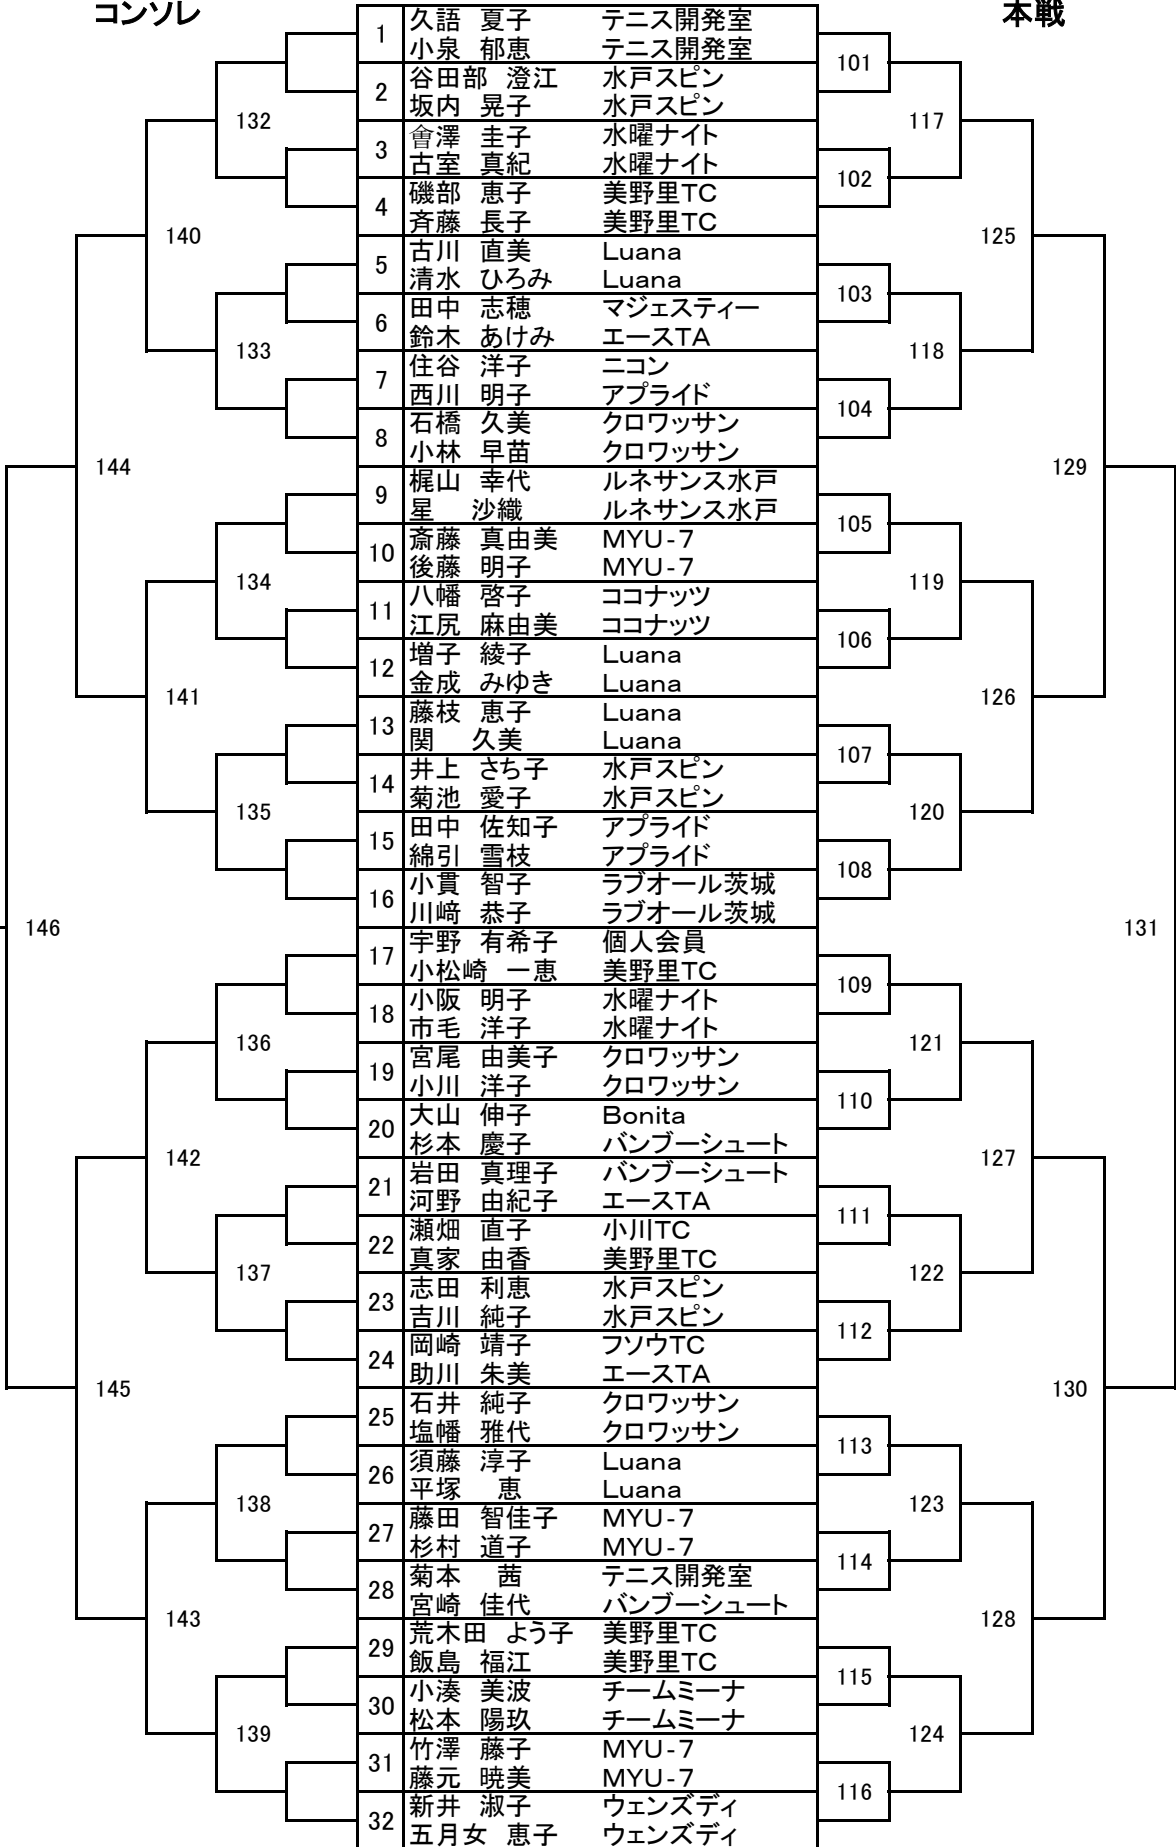 コンソレ 本戦
1 久語 夏子 テニス開発室
小泉 郁恵 テニス開発室
101
2 谷田部 澄江 水戸スピン
坂内 晃子 水戸スピン
132 117
3 會澤 圭子 水曜ナイト
古室 真紀 水曜ナイト
102
4 磯部 恵子 美野里TC
斉藤 長子 美野里TC
140 125
5 古川 直美 Luana
清水 ひろみ Luana
103
6 田中 志穂 マジェスティー
鈴木 あけみ エースTA
133 118
7 住谷 洋子 ニコン
西川 明子 アプライド
104
8 石橋 久美 クロワッサン
小林 早苗 クロワッサン
144 129
9 梶山 幸代 ルネサンス水戸
星 沙織 ルネサンス水戸
105
10 斎藤 真由美 MYU-7
後藤 明子 MYU-7
134 119
11 八幡 啓子 ココナッツ
江尻 麻由美 ココナッツ
106
12 増子 綾子 Luana
金成 みゆき Luana
141 126
13 藤枝 恵子 Luana
関 久美 Luana
107
14 井上 さち子 水戸スピン
菊池 愛子 水戸スピン
135 120
15 田中 佐知子 アプライド
綿引 雪枝 アプライド
108
16 小貫 智子 ラブオール茨城
川﨑 恭子 ラブオール茨城
146 131
17 宇野 有希子 個人会員
小松崎 一恵 美野里TC
109
18 小阪 明子 水曜ナイト
市毛 洋子 水曜ナイト
136 121
19 宮尾 由美子 クロワッサン
小川 洋子 クロワッサン
110
20 大山 伸子 Bonita
杉本 慶子 バンブーシュート
142 127
21 岩田 真理子 バンブーシュート
河野 由紀子 エースTA
111
22 瀬畑 直子 小川TC
真家 由香 美野里TC
137 122
23 志田 利恵 水戸スピン
吉川 純子 水戸スピン
112
24 岡崎 靖子 フソウTC
助川 朱美 エースTA
145 130
25 石井 純子 クロワッサン
塩幡 雅代 クロワッサン
113
26 須藤 淳子 Luana
平塚 恵 Luana
138 123
27 藤田 智佳子 MYU-7
杉村 道子 MYU-7
114
28 菊本 茜 テニス開発室
宮崎 佳代 バンブーシュート
143 128
29 荒木田 よう子 美野里TC
飯島 福江 美野里TC
115
30 小湊 美波 チームミーナ
松本 陽玖 チームミーナ
139 124
31 竹澤 藤子 MYU-7
藤元 暁美 MYU-7
116
32 新井 淑子 ウェンズディ
五月女 恵子 ウェンズディ